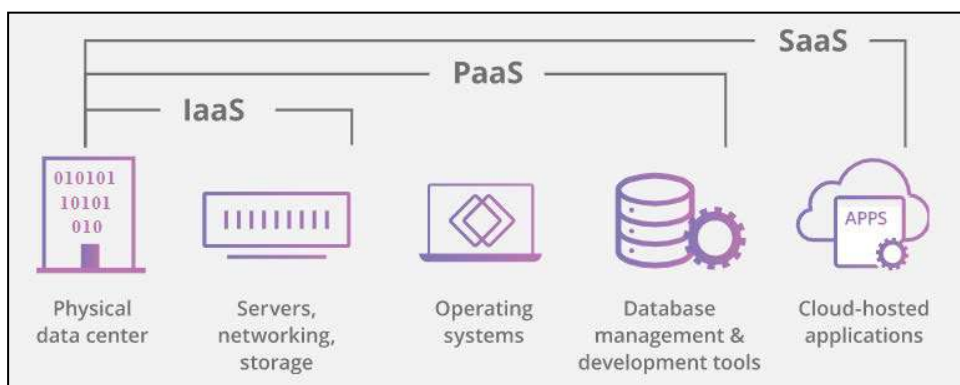 SaaS
PaaS
IaaS
010101
10101
010
APPS
Physical
data center
Servers,
networking,
storage
Operating
systems
Database
management &
development tools
Cloud-hosted
applications